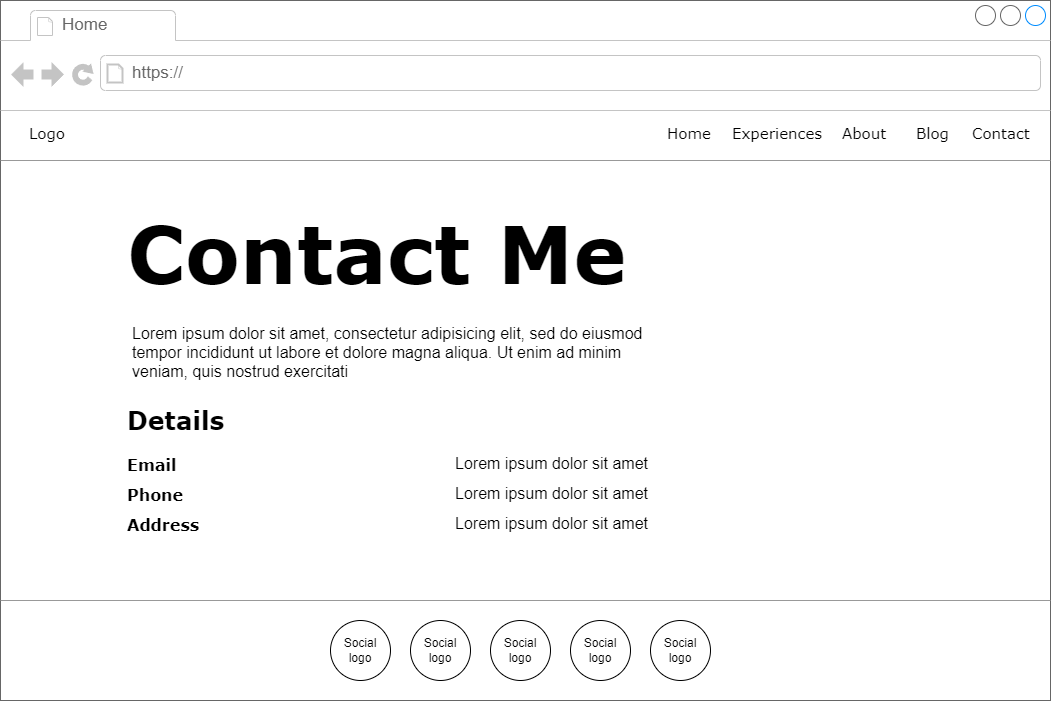 Home
https://
Logo Home Experiences About Blog Contact
Contact Me
Lorem ipsum dolor sit amet, consectetur adipisicing elit, sed do eiusmod
tempor incididunt ut labore et dolore magna aliqua. Ut enim ad minim
veniam, quis nostrud exercitati
Details
Email Lorem ipsum dolor sit amet
Phone Lorem ipsum dolor sit amet
Address Lorem ipsum dolor sit amet
Social Social Social Social Social
logo logo logo logo logo